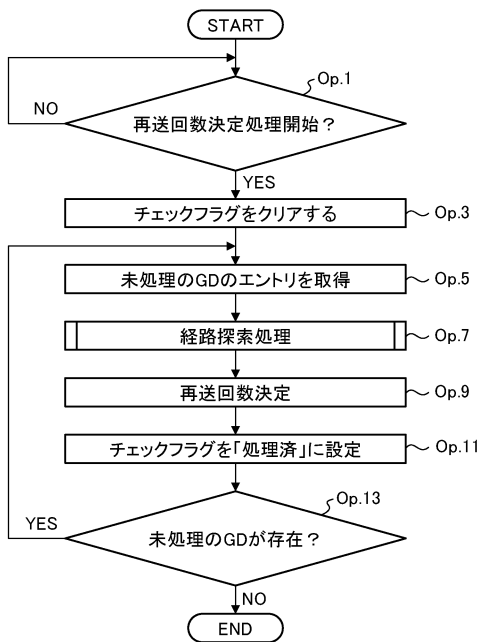 START
Op.1
NO
再送回数決定処理開始？
YES
チェックフラグをクリアする
Op.3
未処理のGDのエントリを取得
Op.5
経路探索処理
Op.7
再送回数決定
Op.9
チェックフラグを「処理済」に設定
Op.11
Op.13
YES
未処理のGDが存在？
NO
END